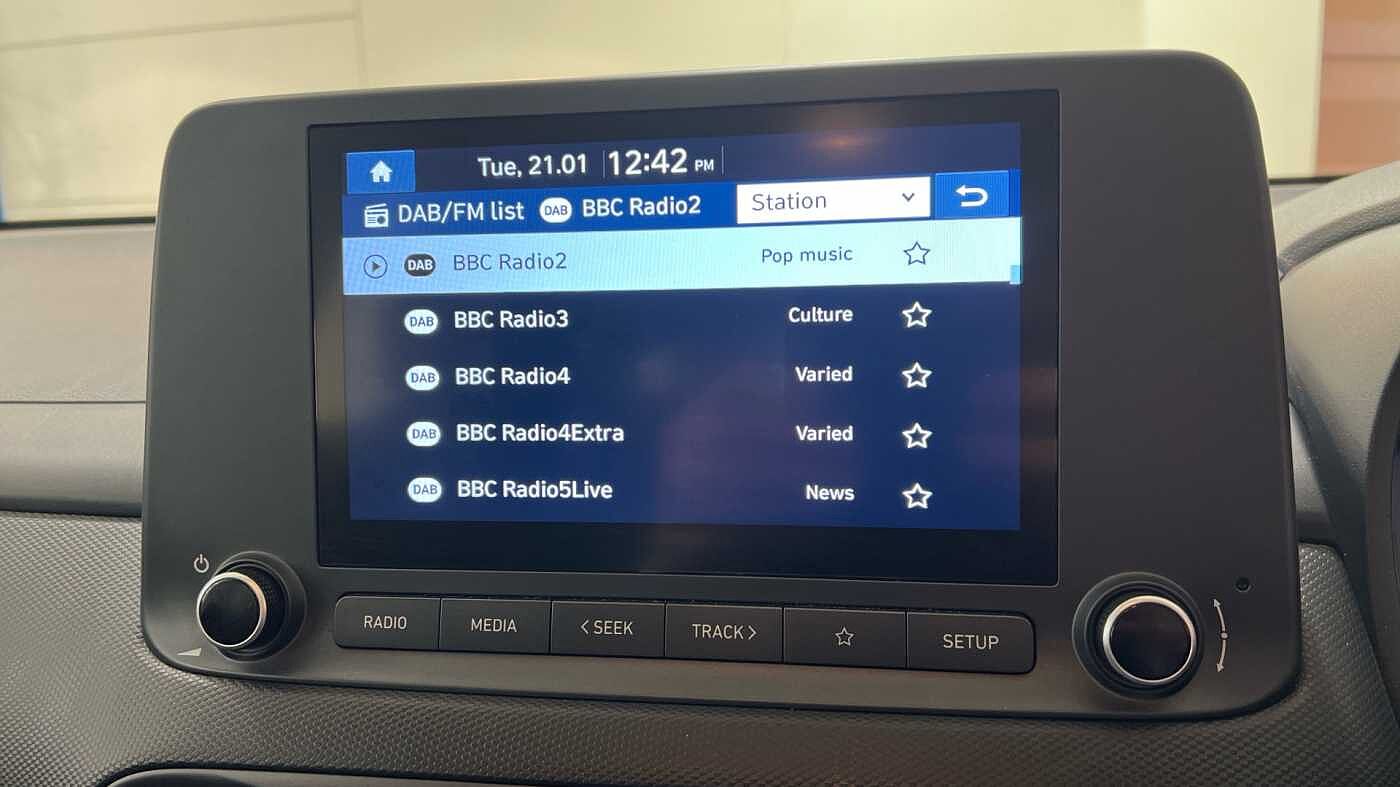 Tue, 21.01 12:42 PM
DAB/FM list DAB BBC Radio2 Station
DAB BBC Radio2 Pop music
DAB BBC Radio3 Culture
DAB BBC Radio4 Varied
DAB BBC Radio4Extra Varied
DAB BBC Radio5Live News
RADIO MEDIA < SEEK TRACK > SETUP